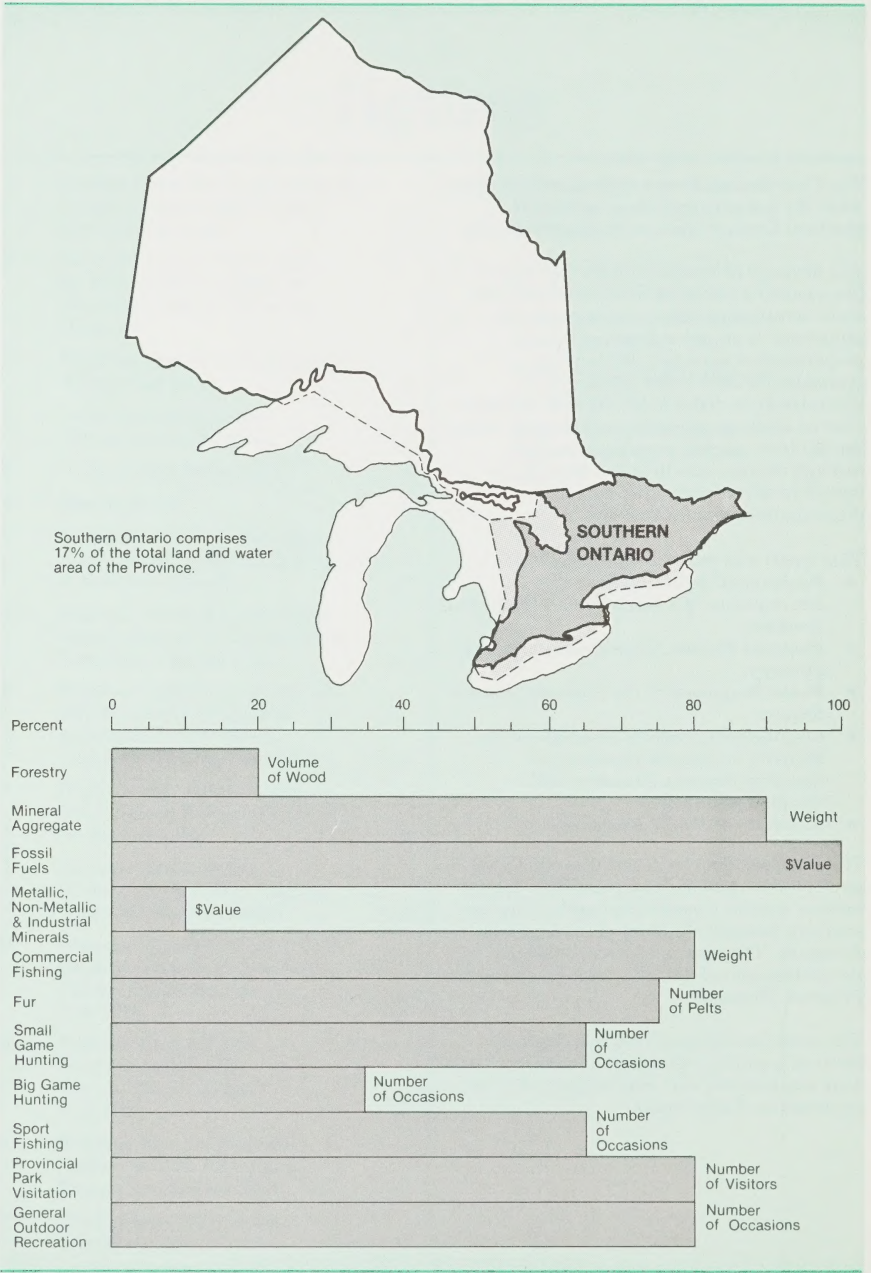 SOUTHERN
ONTARIO
Southern Ontario comprises
17% of the total land and water
area of the Province.
0 20 40 60 80 100
Percent
Forestry
Volume
of Wood
Mineral
Aggregate
Weight
Fossil
Fuels
$Value
Metallic,
Non-Metallic
& Industrial
Minerals
$Value
Commercial
Fishing
Weight
Fur
Number
of Pelts
Small
Game
Hunting
Number
of
Occasions
Big Game
Hunting
Number
of Occasions
Sport
Fishing
Number
of
Occasions
Provincial
Park
Visitation
Number
of Visitors
General
Outdoor
Recreation
Number
of Occasions